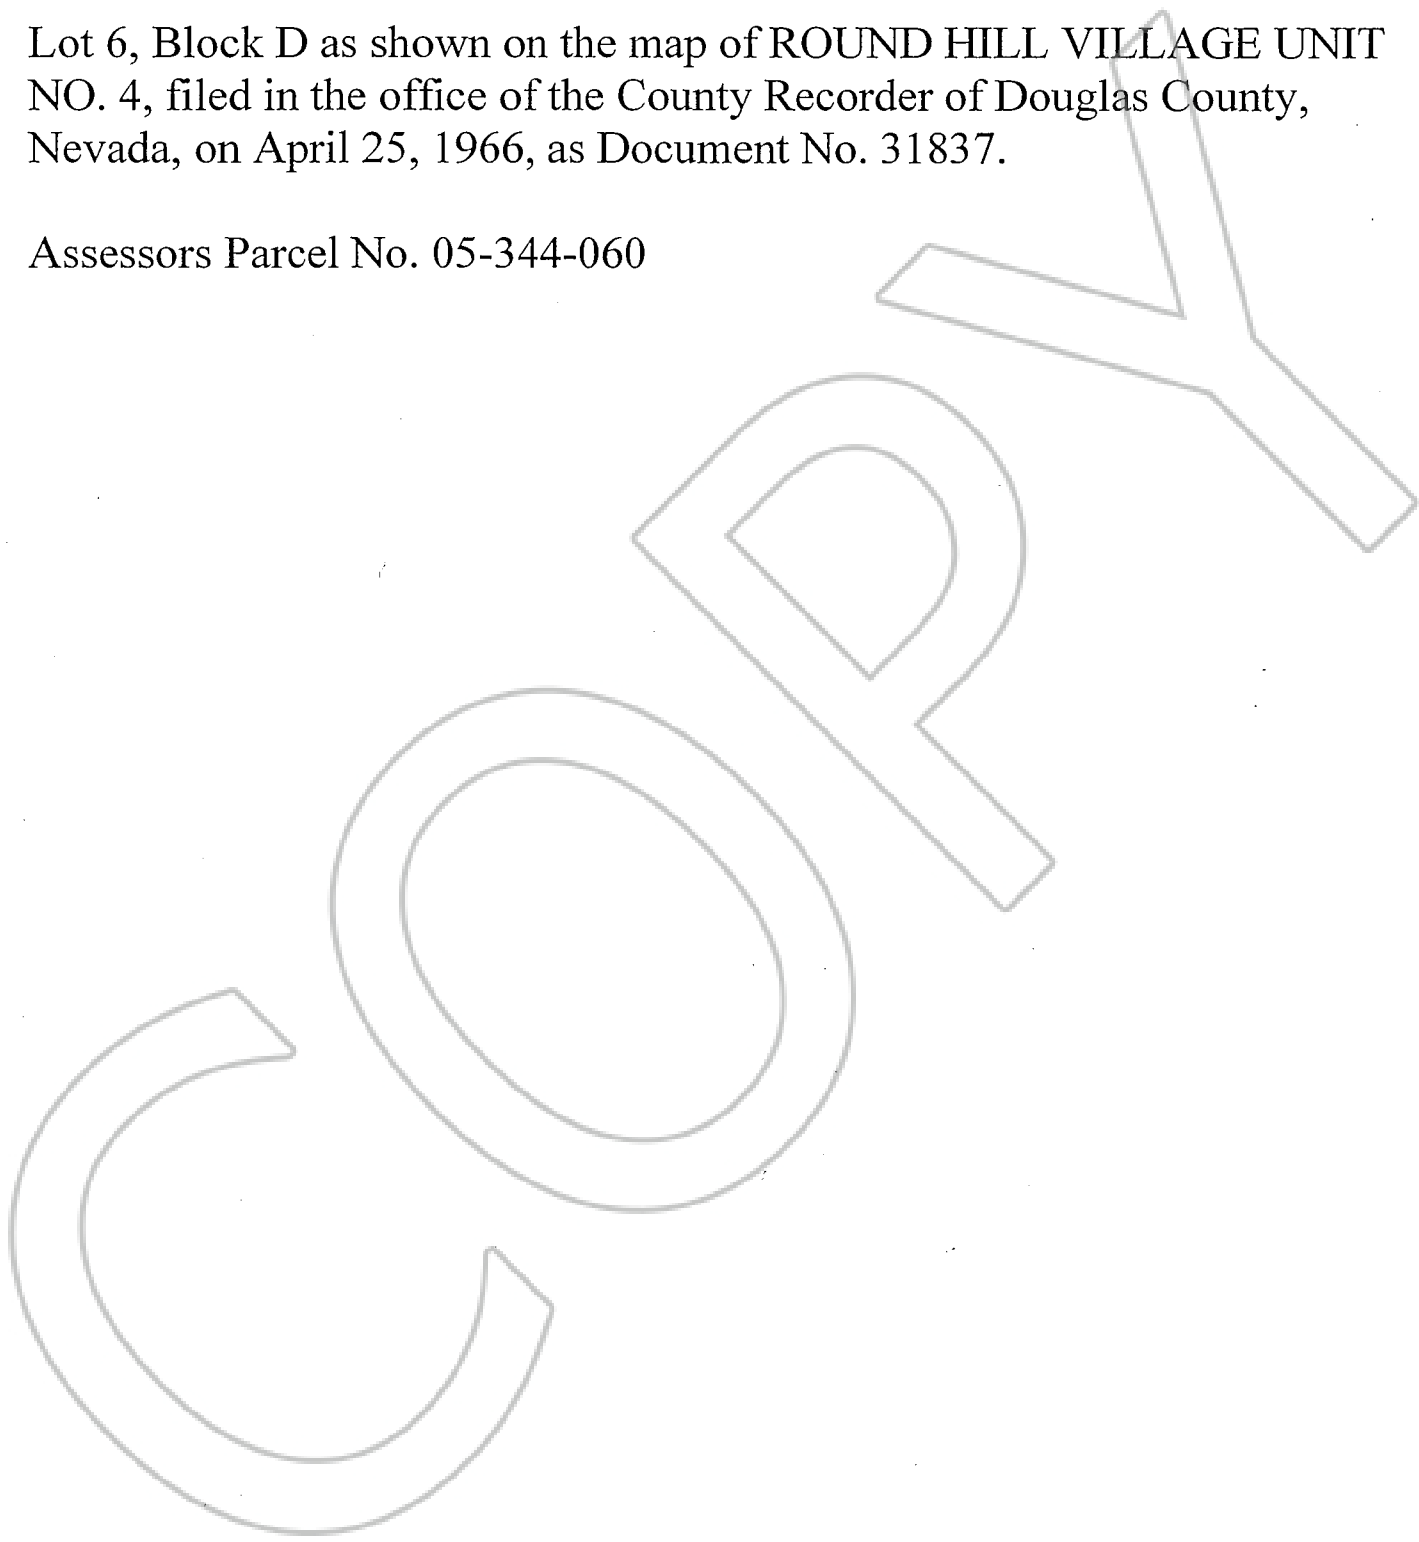 Lot 6, Block D as shown on the map of ROUND HILL VILLAGE UNIT
NO. 4, filed in the office of the County Recorder of Douglas County,
Nevada, on April 25, 1966, as Document No. 31837.
Assessors Parcel No. 05-344-060
COPY